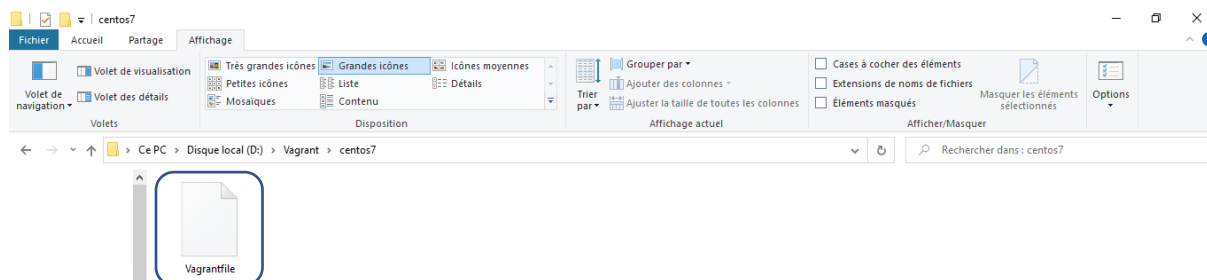 centos7
Fichier Accueil Partage Affichage
Volet de navigation
Volet de visualisation
Volet des détails
Volets
Très grandes icônes Grandes icônes Icônes moyennes
Petites icônes Liste Détails
Mosaïques Contenu
Disposition
Trier par
Grouper par
Ajouter des colonnes
Ajuster la taille de toutes les colonnes
Affichage actuel
Cases à cocher des éléments
Extensions de noms de fichiers
Éléments masqués
Masquer les éléments
sélectionnés
Afficher/Masquer
Options
Ce PC > Disque local (D:) > Vagrant > centos7
Rechercher dans : centos7
Vagrantfile